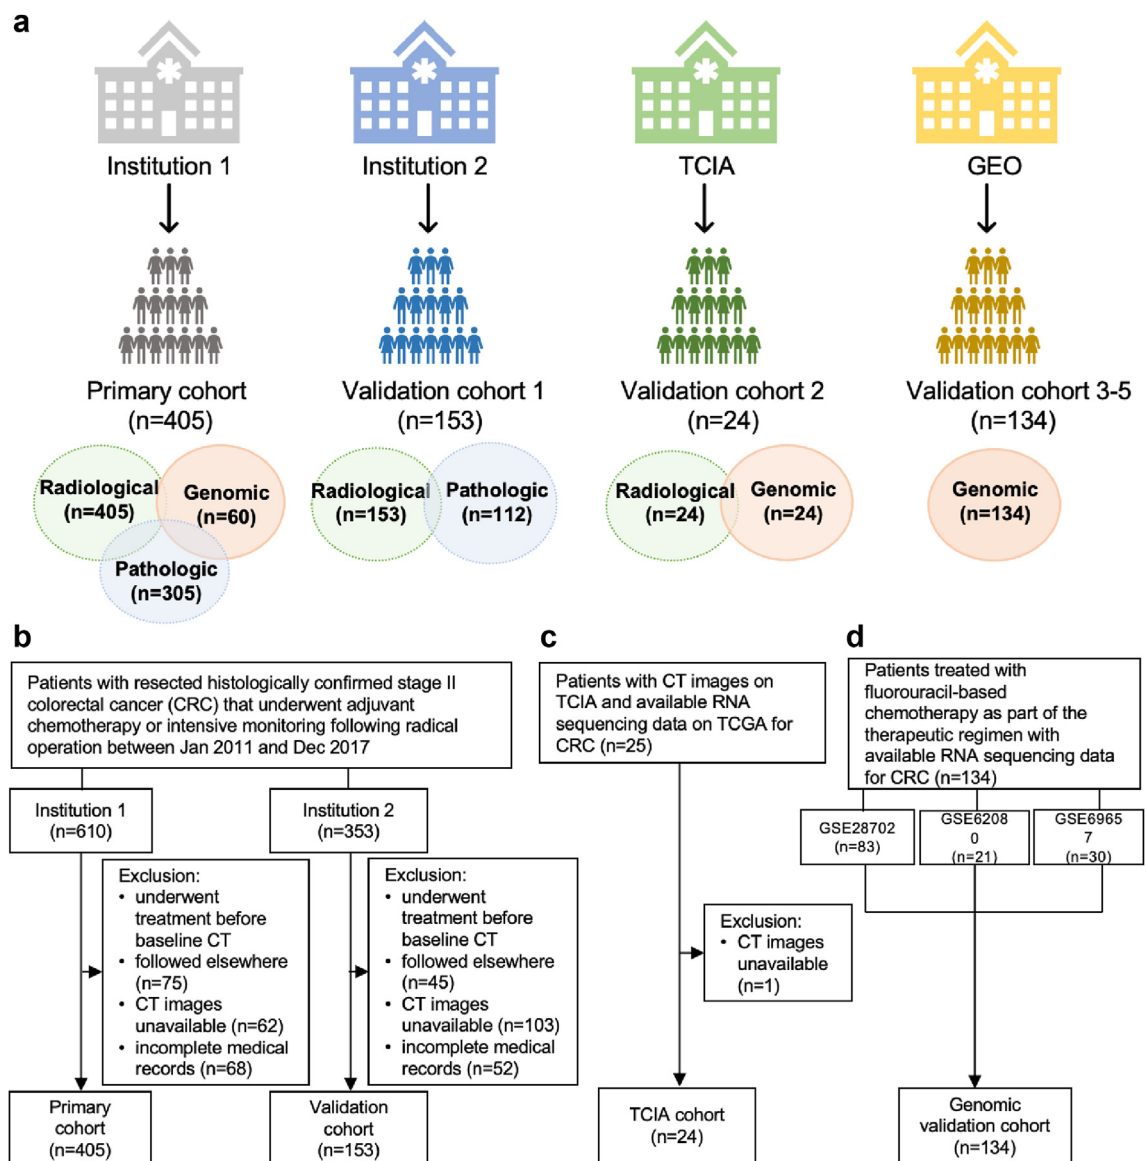 a
Institution 1
Institution 2
TCIA
GEO
Primary cohort
(n=405)
Validation cohort 1
(n=153)
Validation cohort 2
(n=24)
Validation cohort 3-5
(n=134)
Radiological
(n=405)
Genomic
(n=60)
Pathologic
(n=305)
Radiological
(n=153)
Pathologic
(n=112)
Radiological
(n=24)
Genomic
(n=24)
Genomic
(n=134)
b
Patients with resected histologically confirmed stage II
colorectal cancer (CRC) that underwent adjuvant
chemotherapy or intensive monitoring following radical
operation between Jan 2011 and Dec 2017
Institution 1
(n=610)
Institution 2
(n=353)
Exclusion:
• underwent
treatment before
baseline CT
• followed elsewhere
(n=75)
• CT images
unavailable (n=62)
• incomplete medical
records (n=68)
Exclusion:
• underwent
treatment before
baseline CT
• followed elsewhere
(n=45)
• CT images
unavailable (n=103)
• incomplete medical
records (n=52)
Primary
cohort
(n=405)
Validation
cohort
(n=153)
c
Patients with CT images on
TCIA and available RNA
sequencing data on TCGA for
CRC (n=25)
Exclusion:
• CT images
unavailable
(n=1)
TCIA cohort
(n=24)
d
Patients treated with
fluorouracil-based
chemotherapy as part of the
therapeutic regimen with
available RNA sequencing data
for CRC (n=134)
GSE28702
(n=83)
GSE6208
0
(n=21)
GSE6965
7
(n=30)
Genomic
validation cohort
(n=134)